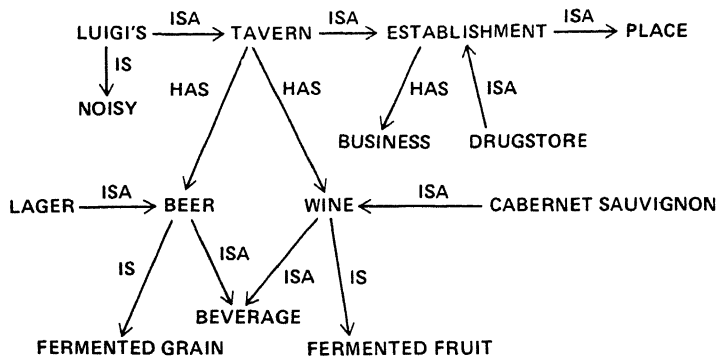 LUIGI'S ISA TAVERN ISA ESTABLISHMENT ISA PLACE
IS
NOISY
HAS HAS HAS ISA
BUSINESS DRUGSTORE
LAGER ISA BEER WINE ISA CABERNET SAUVIGNON
IS ISA ISA IS
BEVERAGE
FERMENTED GRAIN FERMENTED FRUIT